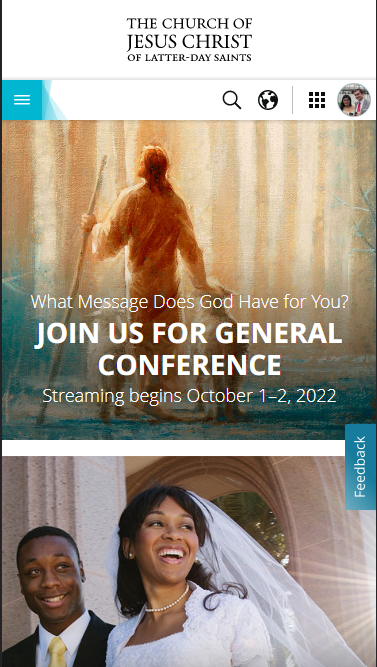 THE CHURCH OF
JESUS CHRIST
OF LATTER-DAY SAINTS
What Message Does God Have for You?
JOIN US FOR GENERAL
CONFERENCE
Streaming begins October 1–2, 2022
Feedback